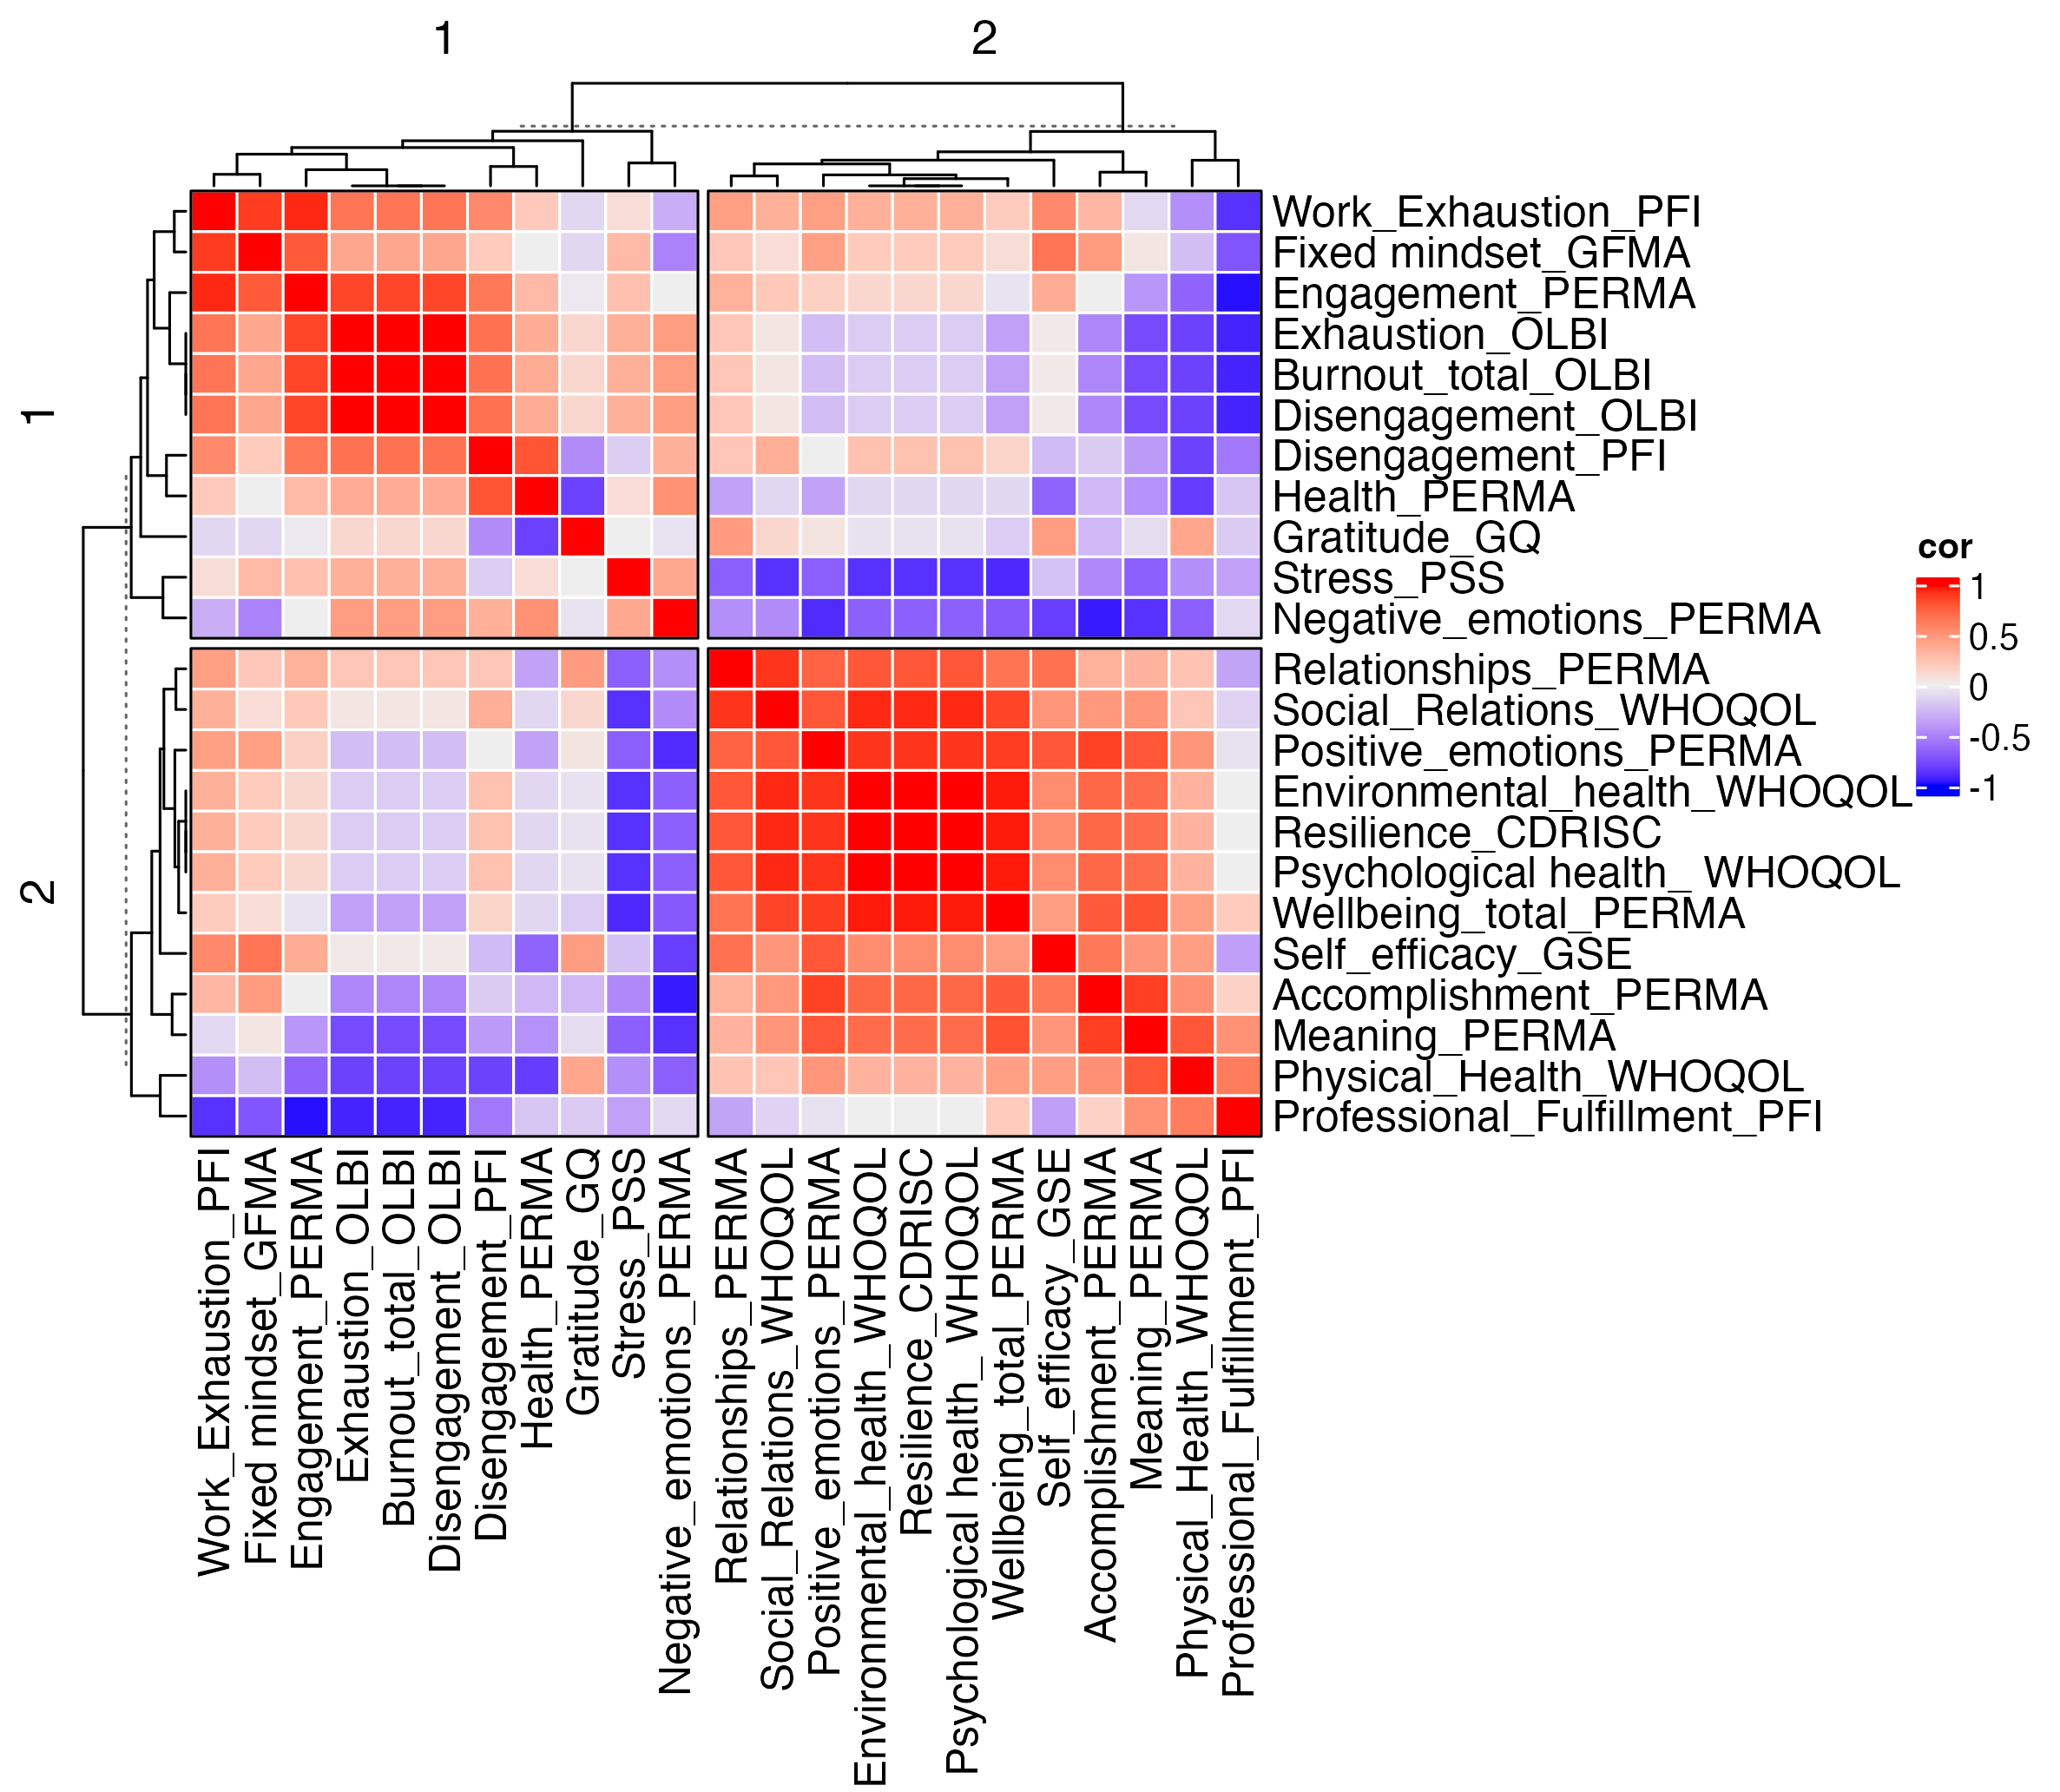 1 2
1
2
Work_Exhaustion_PFI
Fixed mindset_GFMA
Engagement_PERMA
Exhaustion_OLBI
Burnout_total_OLBI
Disengagement_OLBI
Disengagement_PFI
Health_PERMA
Gratitude_GQ
Stress_PSS
Negative_emotions_PERMA
Relationships_PERMA
Social_Relations_WHOQOL
Positive_emotions_PERMA
Environmental_health_WHOQOL
Resilience_CDRISC
Psychological health_ WHOQOL
Wellbeing_total_PERMA
Self_efficacy_GSE
Accomplishment_PERMA
Meaning_PERMA
Physical_Health_WHOQOL
Professional_Fulfillment_PFI
cor
1
0.5
0
-0.5
-1
Work_Exhaustion_PFI
Fixed mindset_GFMA
Engagement_PERMA
Exhaustion_OLBI
Burnout_total_OLBI
Disengagement_OLBI
Disengagement_PFI
Health_PERMA
Gratitude_GQ
Stress_PSS
Negative_emotions_PERMA
Relationships_PERMA
Social_Relations_WHOQOL
Positive_emotions_PERMA
Environmental_health_WHOQOL
Resilience_CDRISC
Psychological health_ WHOQOL
Wellbeing_total_PERMA
Self_efficacy_GSE
Accomplishment_PERMA
Meaning_PERMA
Physical_Health_WHOQOL
Professional_Fulfillment_PFI